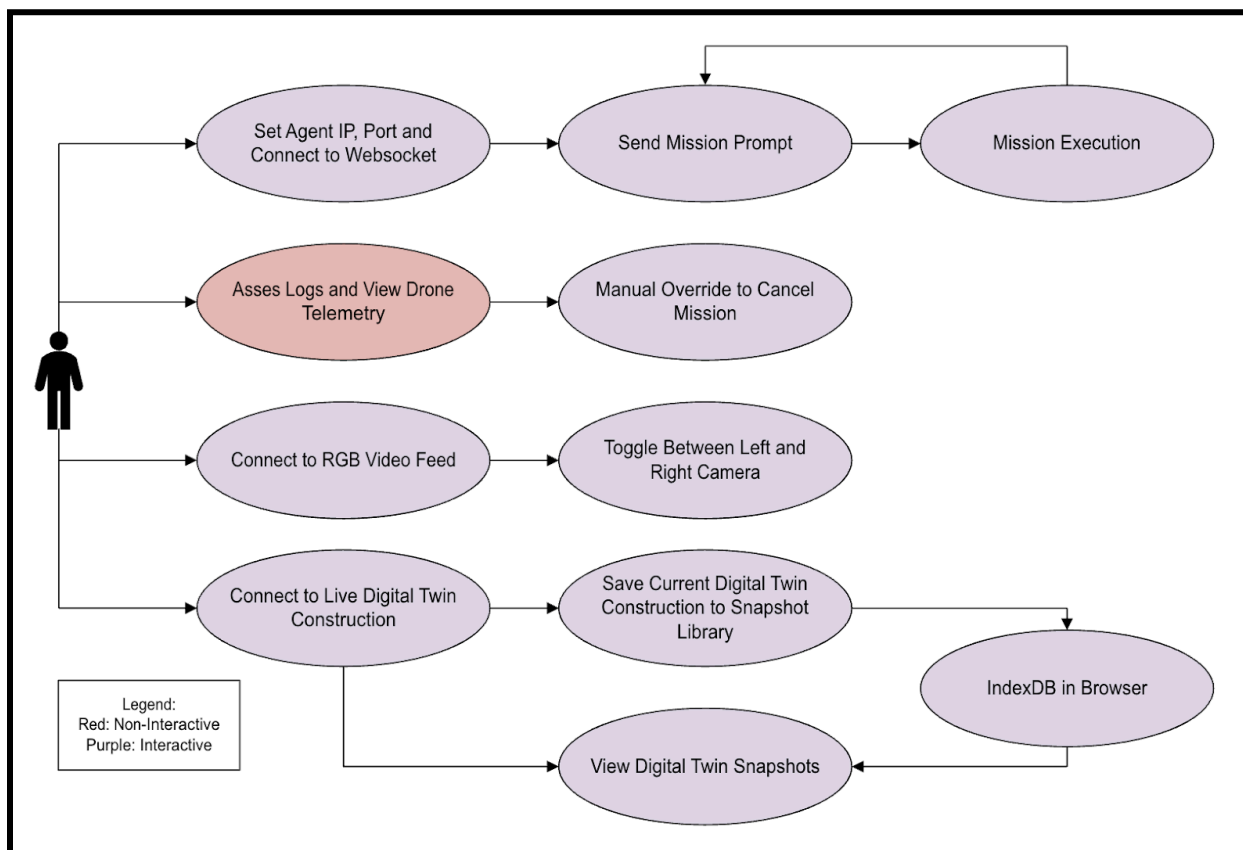 Set Agent IP, Port and
Connect to Websocket
Send Mission Prompt
Mission Execution
Asses Logs and View Drone
Telemetry
Manual Override to Cancel
Mission
Connect to RGB Video Feed
Toggle Between Left and
Right Camera
Connect to Live Digital Twin
Construction
Save Current Digital Twin
Construction to Snapshot
Library
IndexDB in Browser
View Digital Twin Snapshots
Legend:
Red: Non-Interactive
Purple: Interactive